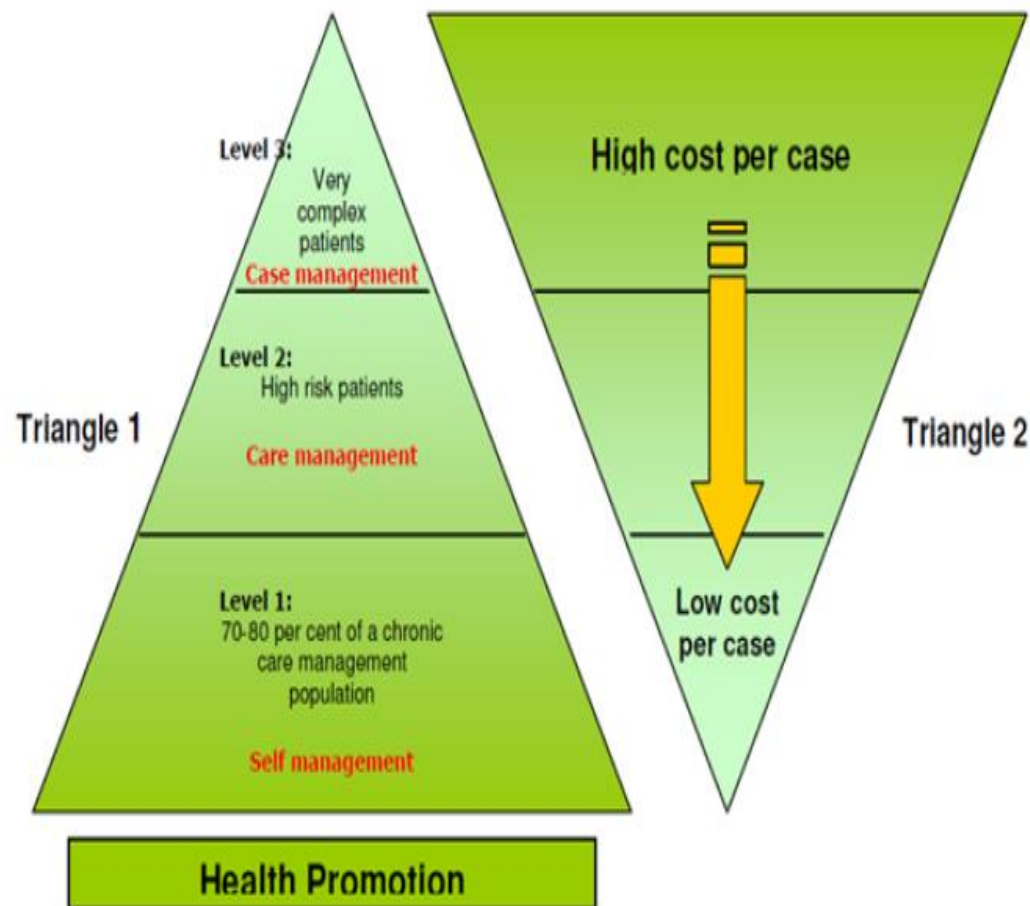 Level 3:
Very
complex
patients
Case management
Level 2:
High risk patients
Care management
Triangle 1
Level 1:
70-80 per cent of a chronic
care management
population
Self management
Health Promotion
High cost per case
Triangle 2
Low cost
per case